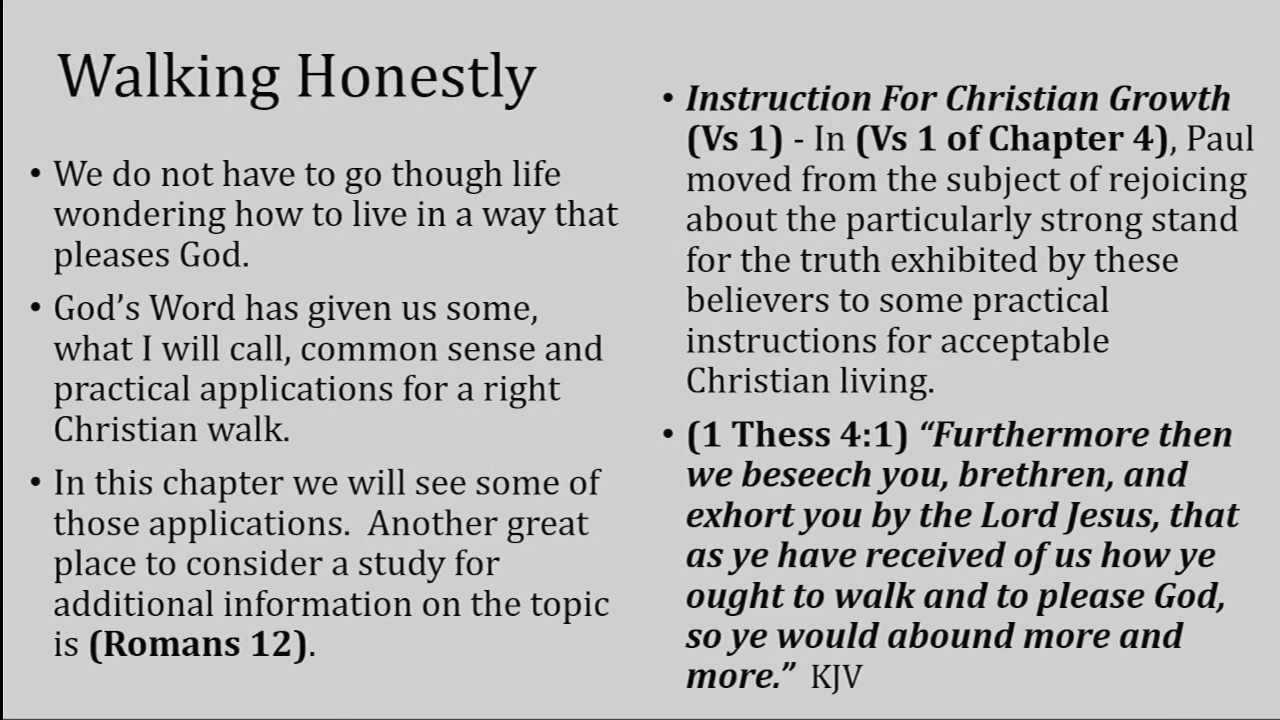 Walking Honestly
• We do not have to go though life
wondering how to live in a way that
pleases God.
• God’s Word has given us some,
what I will call, common sense and
practical applications for a right
Christian walk.
• In this chapter we will see some of
those applications.  Another great
place to consider a study for
additional information on the topic
is (Romans 12).
• Instruction For Christian Growth
(Vs 1) - In (Vs 1 of Chapter 4), Paul
moved from the subject of rejoicing
about the particularly strong stand
for the truth exhibited by these
believers to some practical
instructions for acceptable
Christian living.
• (1 Thess 4:1) “Furthermore then
we beseech you, brethren, and
exhort you by the Lord Jesus, that
as ye have received of us how ye
ought to walk and to please God,
so ye would abound more and
more.”  KJV